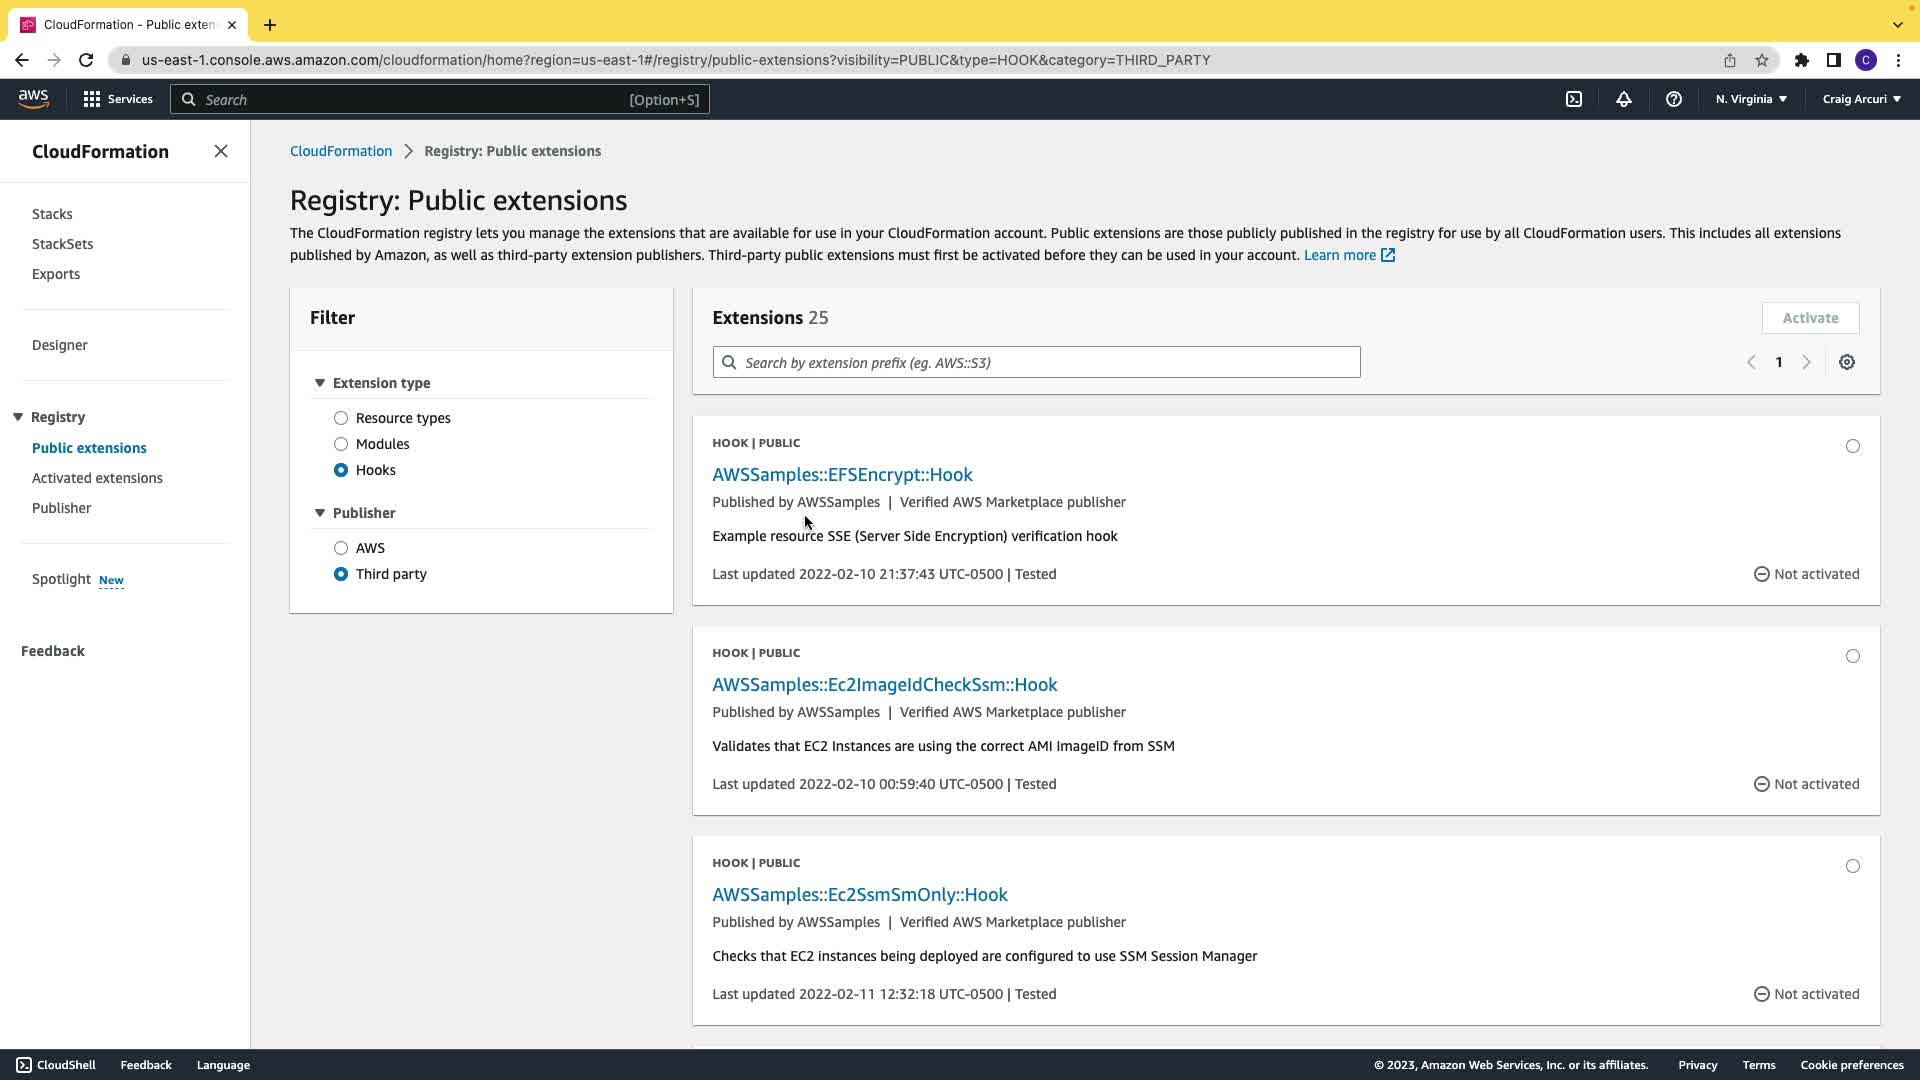 CloudFormation - Public exten
us-east-1.console.aws.amazon.com/cloudformation/home?region=us-east-1#/registry/public-extensions?visibility=PUBLIC&type=HOOK&category=THIRD_PARTY
C
aws
Services
Search
[Option+S]
N. Virginia
Craig Arcuri
CloudFormation
Stacks
StackSets
Exports
Designer
Registry
Public extensions
Activated extensions
Publisher
Spotlight New
Feedback
CloudFormation > Registry: Public extensions
Registry: Public extensions
The CloudFormation registry lets you manage the extensions that are available for use in your CloudFormation account. Public extensions are those publicly published in the registry for use by all CloudFormation users. This includes all extensions
published by Amazon, as well as third-party extension publishers. Third-party public extensions must first be activated before they can be used in your account. Learn more
Filter
Extension type
Resource types
Modules
Hooks
Publisher
AWS
Third party
Extensions 25
Activate
Search by extension prefix (eg. AWS::S3)
1
HOOK | PUBLIC
AWSSamples::EFSEncrypt::Hook
Published by AWSSamples | Verified AWS Marketplace publisher
Example resource SSE (Server Side Encryption) verification hook
Last updated 2022-02-10 21:37:43 UTC-0500 | Tested
Not activated
HOOK | PUBLIC
AWSSamples::Ec2ImageIdCheckSsm::Hook
Published by AWSSamples | Verified AWS Marketplace publisher
Validates that EC2 Instances are using the correct AMI ImageID from SSM
Last updated 2022-02-10 00:59:40 UTC-0500 | Tested
Not activated
HOOK | PUBLIC
AWSSamples::Ec2SsmSmOnly::Hook
Published by AWSSamples | Verified AWS Marketplace publisher
Checks that EC2 instances being deployed are configured to use SSM Session Manager
Last updated 2022-02-11 12:32:18 UTC-0500 | Tested
Not activated
CloudShell
Feedback
Language
© 2023, Amazon Web Services, Inc. or its affiliates.
Privacy
Terms
Cookie preferences